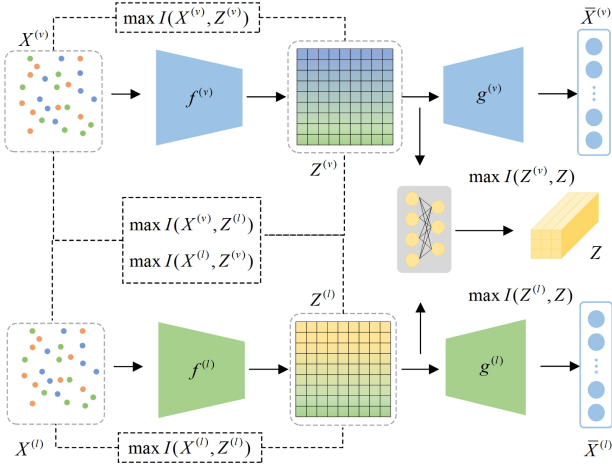 max I(X^(v), Z^(v))
X^(v)
X̅^(v)
f^(v)
g^(v)
Z^(v)
max I(Z^(v), Z)
max I(X^(v), Z^(l))
max I(X^(l), Z^(v))
Z
Z^(l)
max I(Z^(l), Z)
f^(l)
g^(l)
X^(l)
max I(X^(l), Z^(l))
X̅^(l)